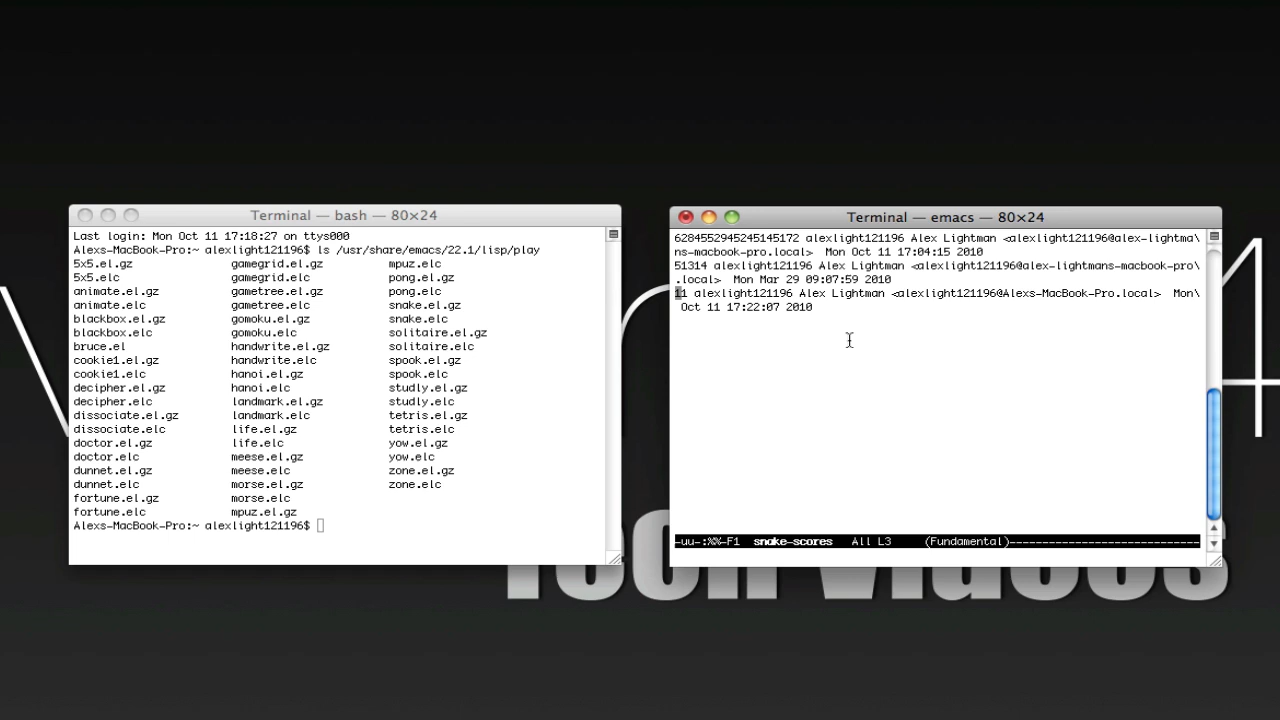 Terminal — bash — 80×24
Last login: Mon Oct 11 17:18:27 on ttys000
Alexs-MacBook-Pro:~ alexlight121196$ ls /usr/share/emacs/22.1/lisp/play
5x5.el.gz gamegrid.el.gz mpuz.elc
5x5.elc gamegrid.elc pong.el.gz
animate.el.gz gametree.el.gz pong.elc
animate.elc gametree.elc snake.el.gz
blackbox.el.gz gomoku.el.gz snake.elc
blackbox.elc gomoku.elc solitaire.el.gz
bruce.el handwrite.el.gz solitaire.elc
cookie1.el.gz handwrite.elc spook.el.gz
cookie1.elc hanoi.el.gz spook.elc
decipher.el.gz hanoi.elc studly.el.gz
decipher.elc landmark.el.gz studly.elc
dissociate.el.gz landmark.elc tetris.el.gz
dissociate.elc life.el.gz tetris.elc
doctor.el.gz life.elc yow.el.gz
doctor.elc meese.el.gz yow.elc
dunnet.el.gz meese.elc zone.el.gz
dunnet.elc morse.el.gz zone.elc
fortune.el.gz morse.elc
fortune.elc mpuz.el.gz
Alexs-MacBook-Pro:~ alexlight121196$
Terminal — emacs — 80×24
6284552945245145172 alexlight121196 Alex Lightman <alexlight121196@alex-lightma\
ns-macbook-pro.local> Mon Oct 11 17:04:15 2010
51314 alexlight121196 Alex Lightman <alexlight121196@alex-lightmans-macbook-pro\
.local> Mon Mar 29 09:07:59 2010
11 alexlight121196 Alex Lightman <alexlight121196@Alexs-MacBook-Pro.local> Mon\
Oct 11 17:22:07 2010
-uu-:%%-F1 snake-scores All L3 (Fundamental)---------------------------
Tech Videos